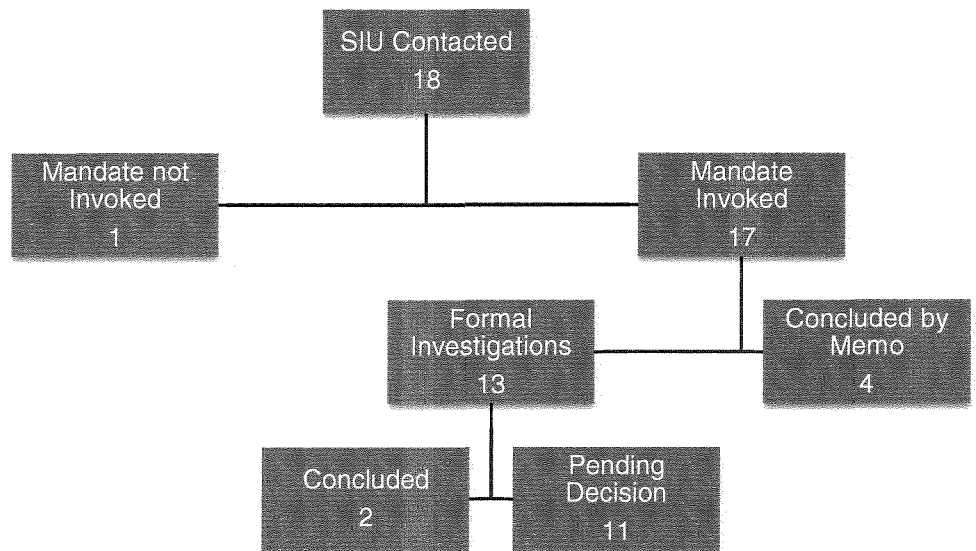 SIU Contacted
18
Mandate not
Invoked
1
Mandate
Invoked
17
Formal
Investigations
13
Concluded by
Memo
4
Concluded
2
Pending
Decision
11